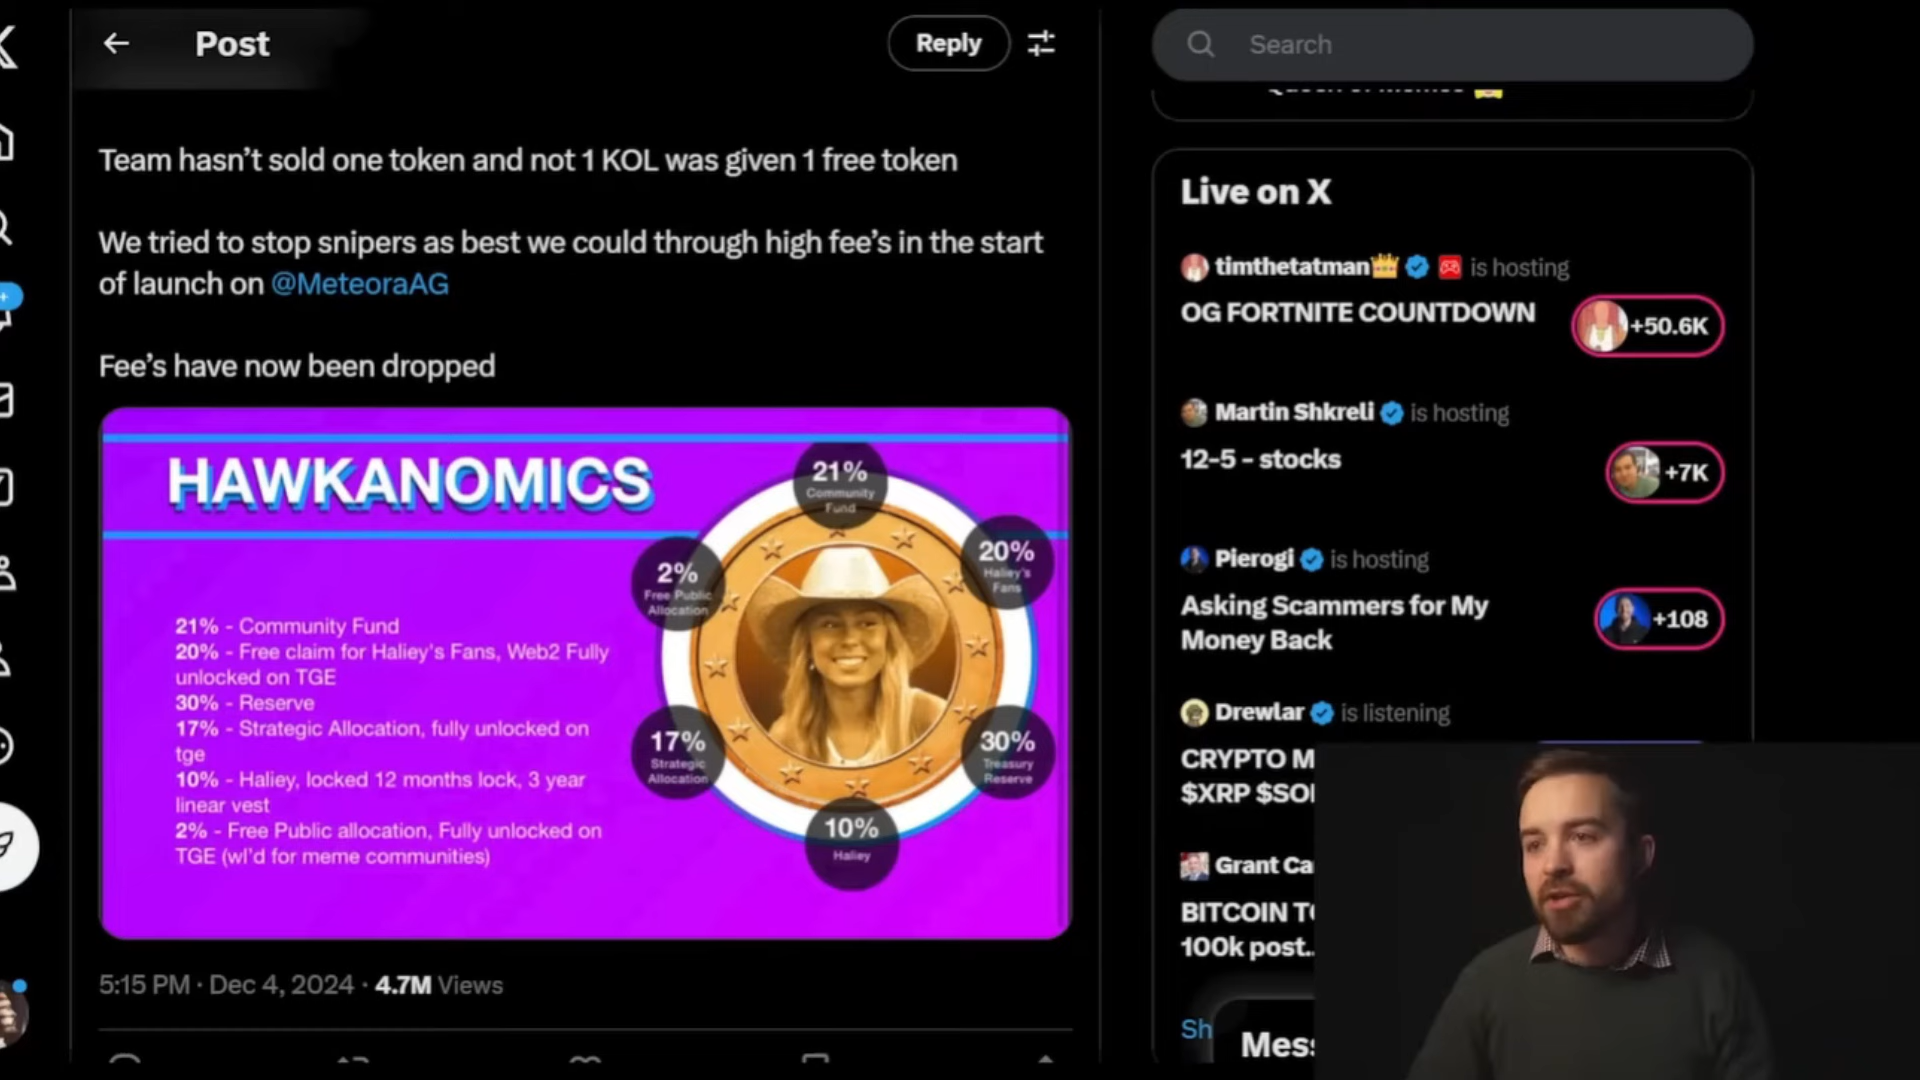 Post
Reply
Team hasn't sold one token and not 1 KOL was given 1 free token
We tried to stop snipers as best we could through high fee's in the start
of launch on @MeteoraAG
Fee's have now been dropped
HAWKANOMICS
21% - Community Fund
20% - Free claim for Haliey's Fans, Web2 Fully
unlocked on TGE
30% - Reserve
17% - Strategic Allocation, fully unlocked on
tge
10% - Haliey, locked 12 months lock, 3 year
linear vest
2% - Free Public allocation, Fully unlocked on
TGE (wl'd for meme communities)
21%
Community
Fund
20%
Haliey's
Fans
2%
Free Public
Allocation
17%
Strategic
Allocation
30%
Treasury
Reserve
10%
Haliey
5:15 PM · Dec 4, 2024 · 4.7M Views
Search
Live on X
timthetatman is hosting
OG FORTNITE COUNTDOWN
+50.6K
Martin Shkreli is hosting
12-5 - stocks
+7K
Pierogi is hosting
Asking Scammers for My
Money Back
+108
Drewlar is listening
CRYPTO M
$XRP $SO
Grant Ca
BITCOIN T
100k post..
Sh
Mes